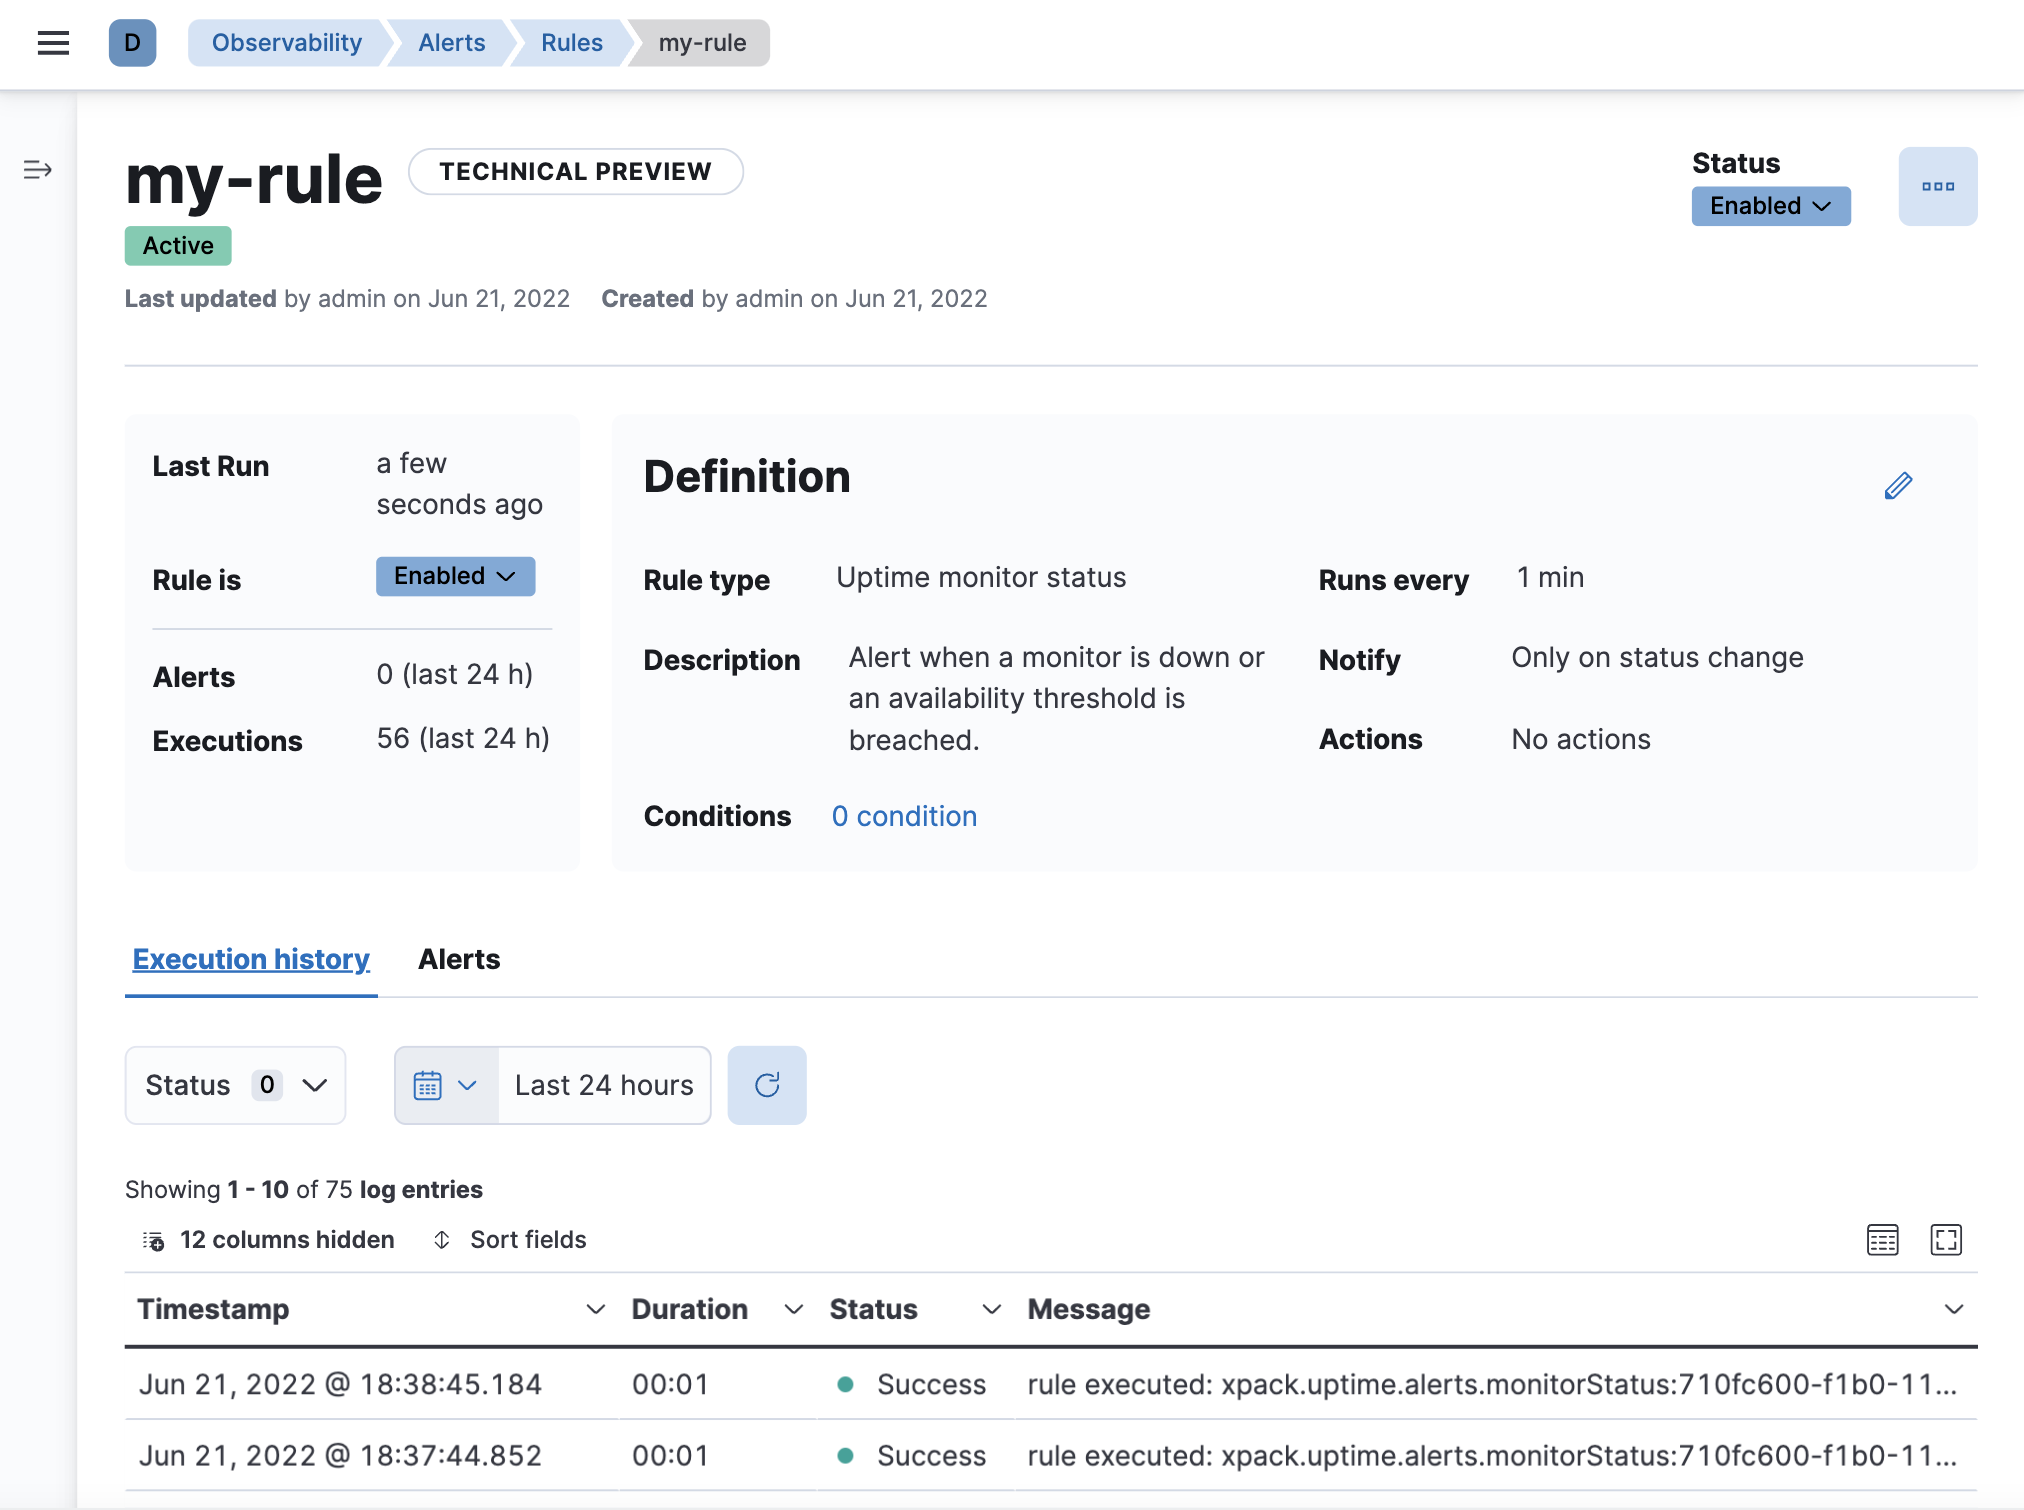 D Observability Alerts Rules my-rule
my-rule TECHNICAL PREVIEW
Status
Enabled
Active
Last updated by admin on Jun 21, 2022 Created by admin on Jun 21, 2022
Last Run a few seconds ago
Rule is Enabled
Alerts 0 (last 24 h)
Executions 56 (last 24 h)
Definition
Rule type Uptime monitor status
Runs every 1 min
Description Alert when a monitor is down or
an availability threshold is
breached.
Notify Only on status change
Actions No actions
Conditions 0 condition
Execution history Alerts
Status 0 Last 24 hours
Showing 1 - 10 of 75 log entries
12 columns hidden Sort fields
Timestamp Duration Status Message
Jun 21, 2022 @ 18:38:45.184 00:01 Success rule executed: xpack.uptime.alerts.monitorStatus:710fc600-f1b0-11...
Jun 21, 2022 @ 18:37:44.852 00:01 Success rule executed: xpack.uptime.alerts.monitorStatus:710fc600-f1b0-11...